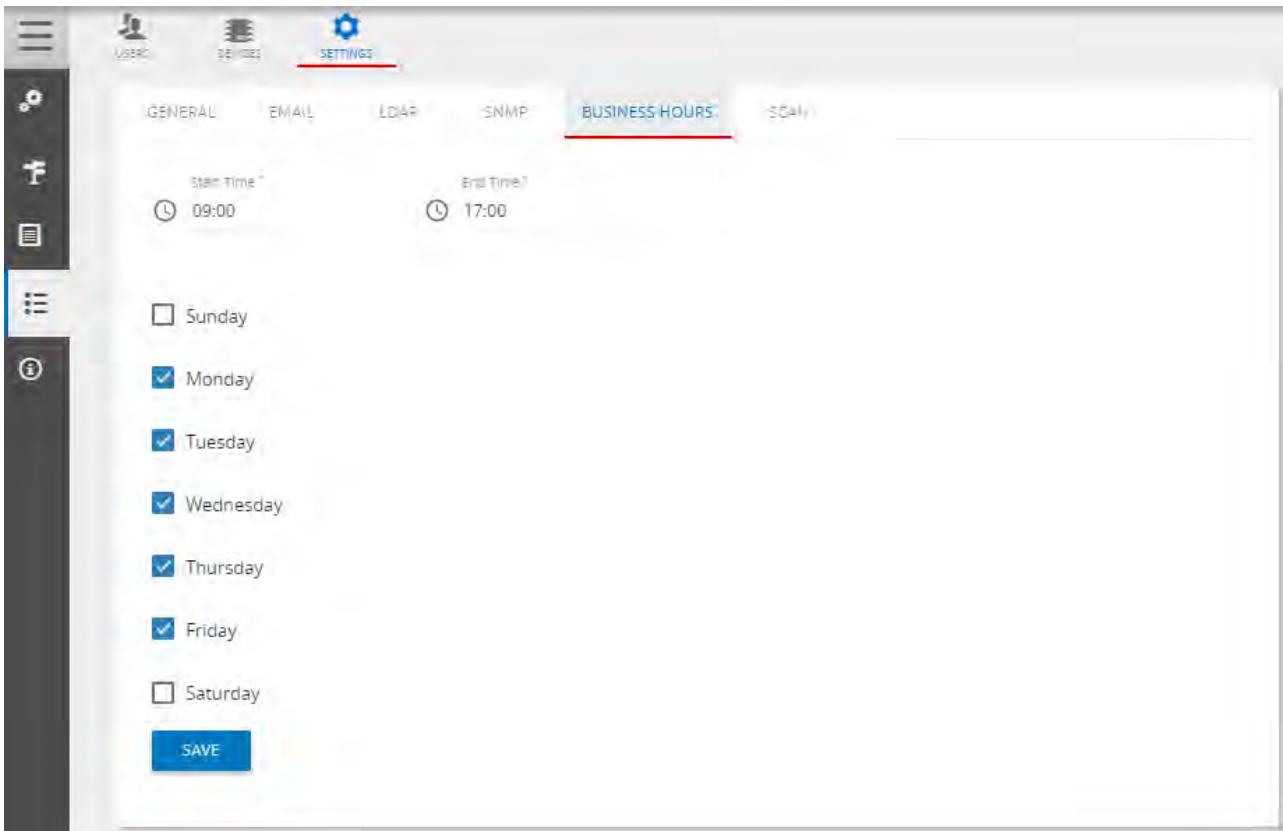 USERS DEVICES SETTINGS
GENERAL EMAIL LDAP SNMP BUSINESS HOURS SCAN
Start Time * End Time *
09:00 17:00
Sunday
Monday
Tuesday
Wednesday
Thursday
Friday
Saturday
SAVE